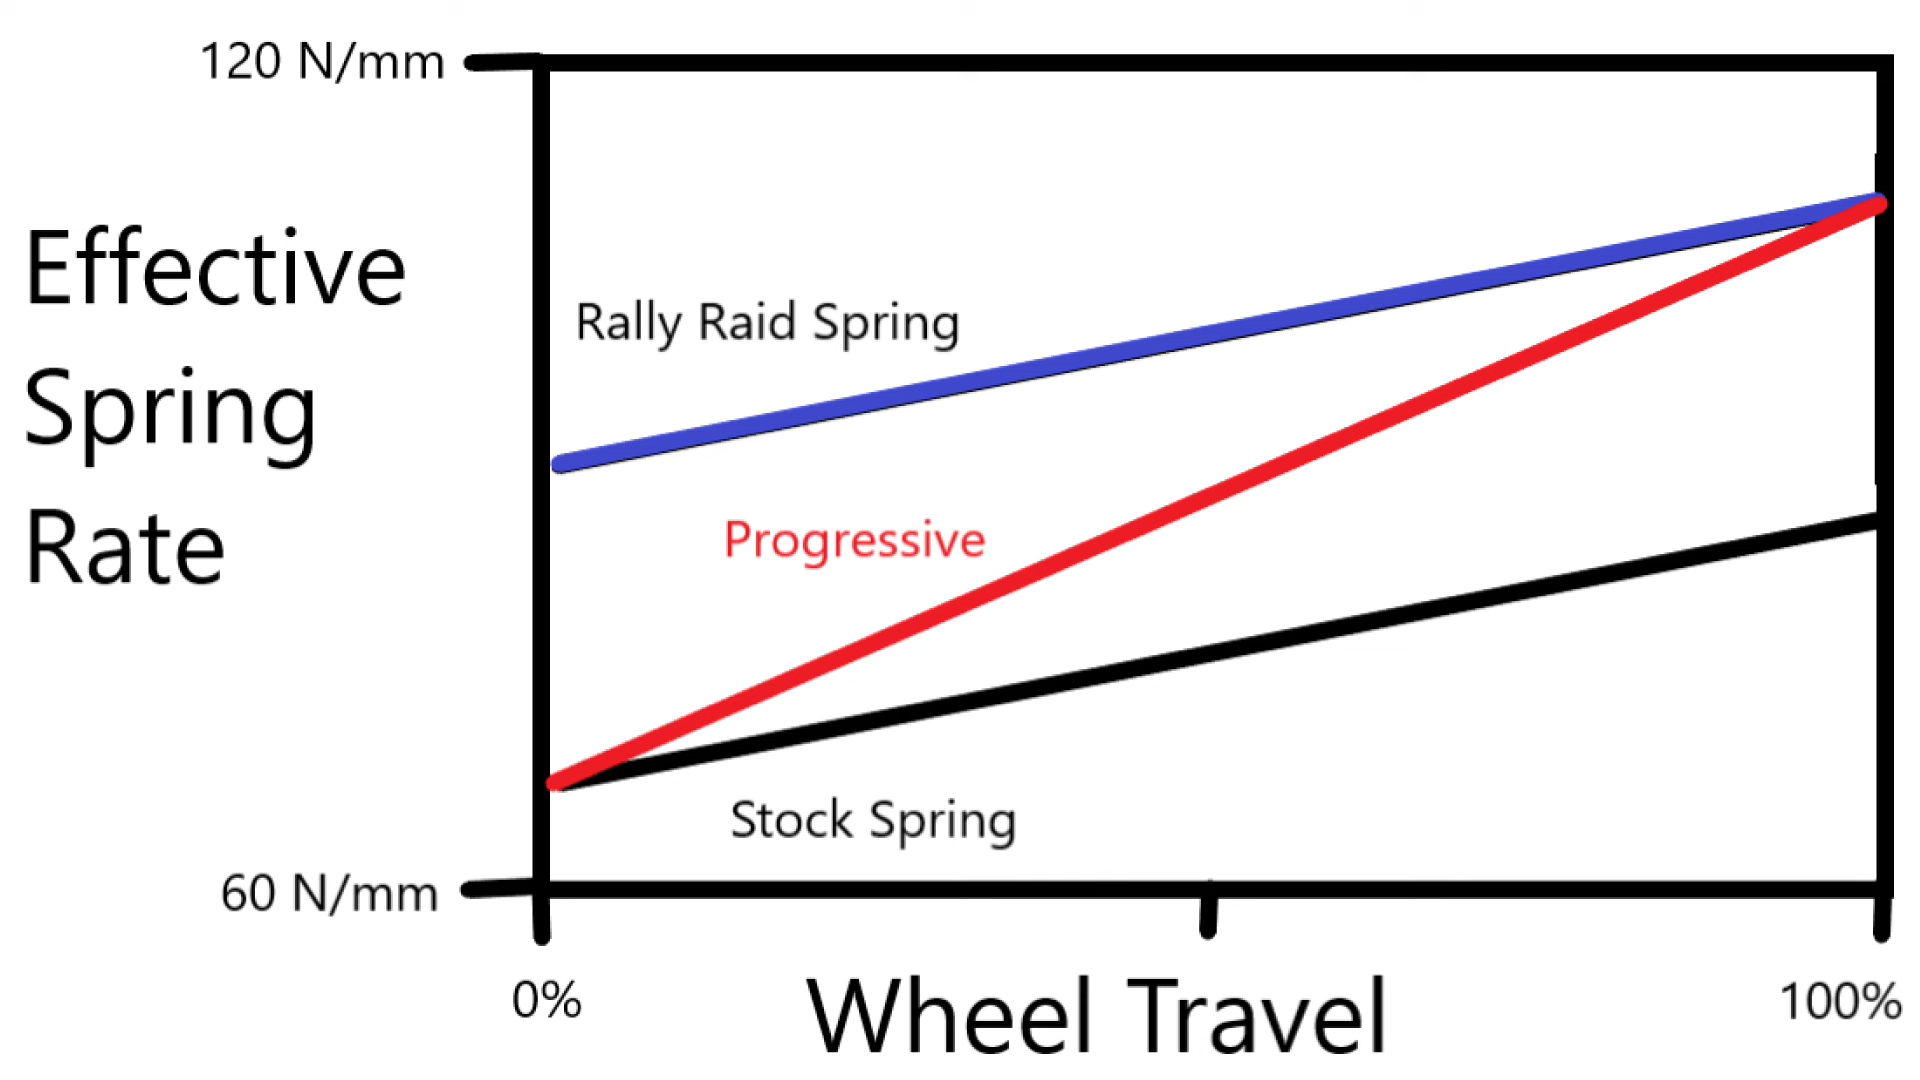 120 N/mm
Effective
Spring
Rate
Rally Raid Spring
Progressive
Stock Spring
60 N/mm
0%
Wheel Travel
100%